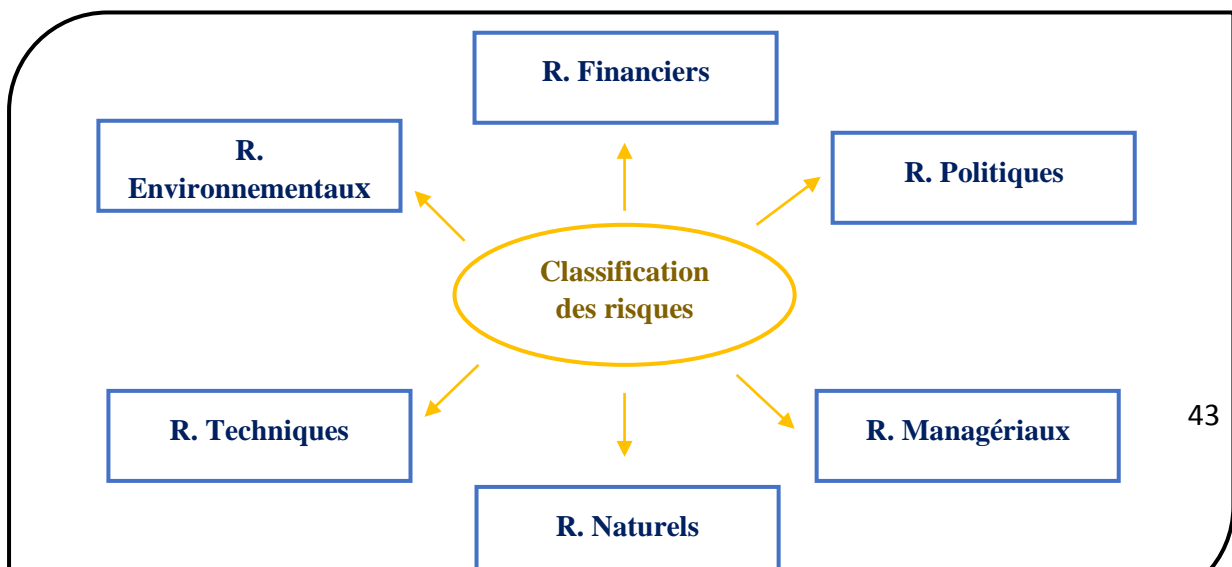 R. Financiers
R.
Environnementaux
R. Politiques
Classification
des risques
R. Techniques
R. Managériaux
43
R. Naturels